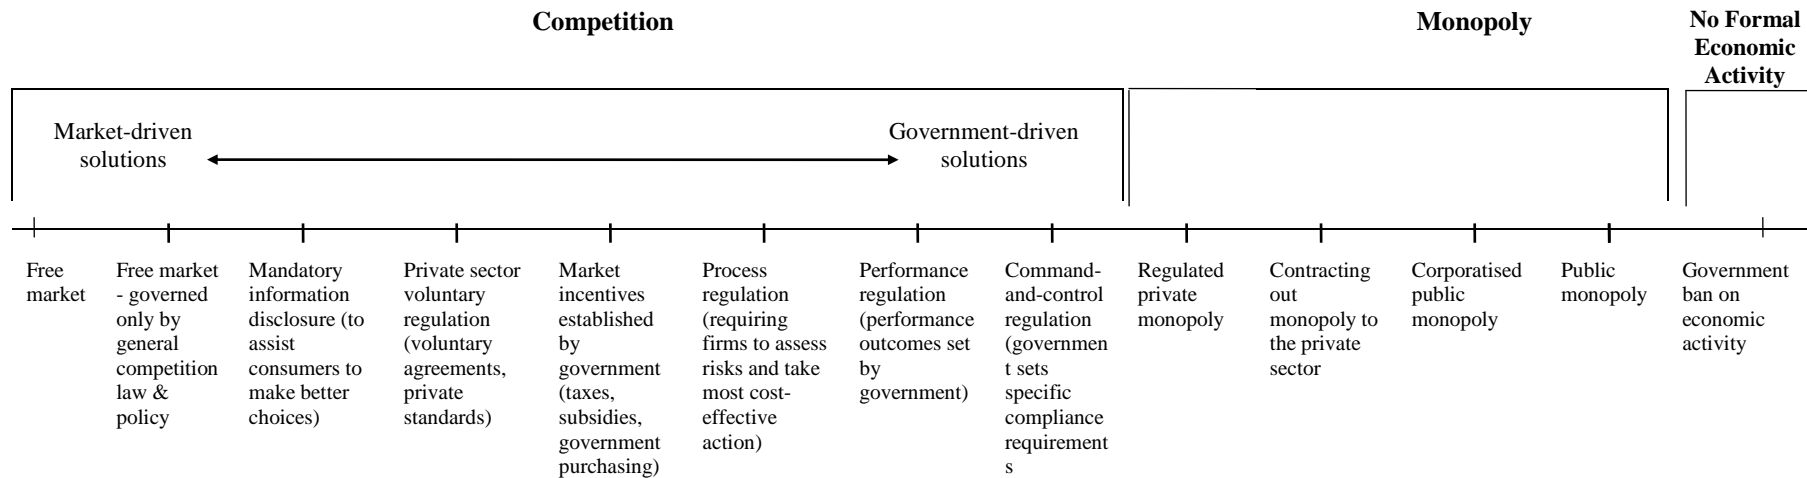 Competition
Monopoly
No Formal
Economic
Activity
Market-driven
solutions
Government-driven
solutions
Free
market
Free market
- governed
only by
general
competition
law &
policy
Mandatory
information
disclosure (to
assist
consumers to
make better
choices)
Private sector
voluntary
regulation
(voluntary
agreements,
private
standards)
Market
incentives
established
by
government
(taxes,
subsidies,
government
purchasing)
Process
regulation
(requiring
firms to assess
risks and take
most cost-
effective
action)
Performance
regulation
(performance
outcomes set
by
government)
Command-
and-control
regulation
(governmen
t sets
specific
compliance
requirement
s
Regulated
private
monopoly
Contracting
out
monopoly to
the private
sector
Corporatised
public
monopoly
Public
monopoly
Government
ban on
economic
activity